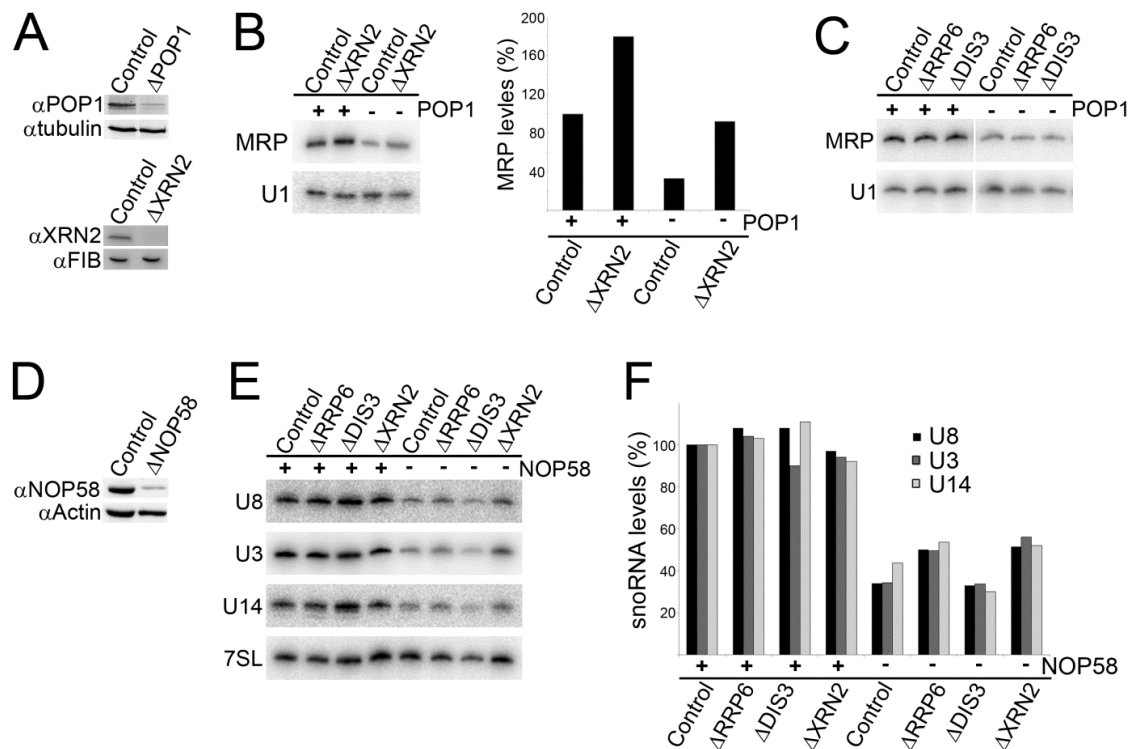 A
Control
ΔPOP1
αPOP1
αtubulin
Control
ΔXRN2
αXRN2
αFIB
B
Control
ΔXRN2
Control
ΔXRN2
+ + - - POP1
MRP
U1
MRP levles (%)
200
160
120
80
40
+ + - - POP1
Control
ΔXRN2
Control
ΔXRN2
C
Control
ΔRRP6
ΔDIS3
Control
ΔRRP6
ΔDIS3
+ + + - - - POP1
MRP
U1
D
Control
ΔNOP58
αNOP58
αActin
E
Control
ΔRRP6
ΔDIS3
ΔXRN2
Control
ΔRRP6
ΔDIS3
ΔXRN2
+ + + + - - - - NOP58
U8
U3
U14
7SL
F
snoRNA levels (%)
100
80
60
40
20
U8
U3
U14
+ + + + - - - - NOP58
Control
ΔRRP6
ΔDIS3
ΔXRN2
Control
ΔRRP6
ΔDIS3
ΔXRN2